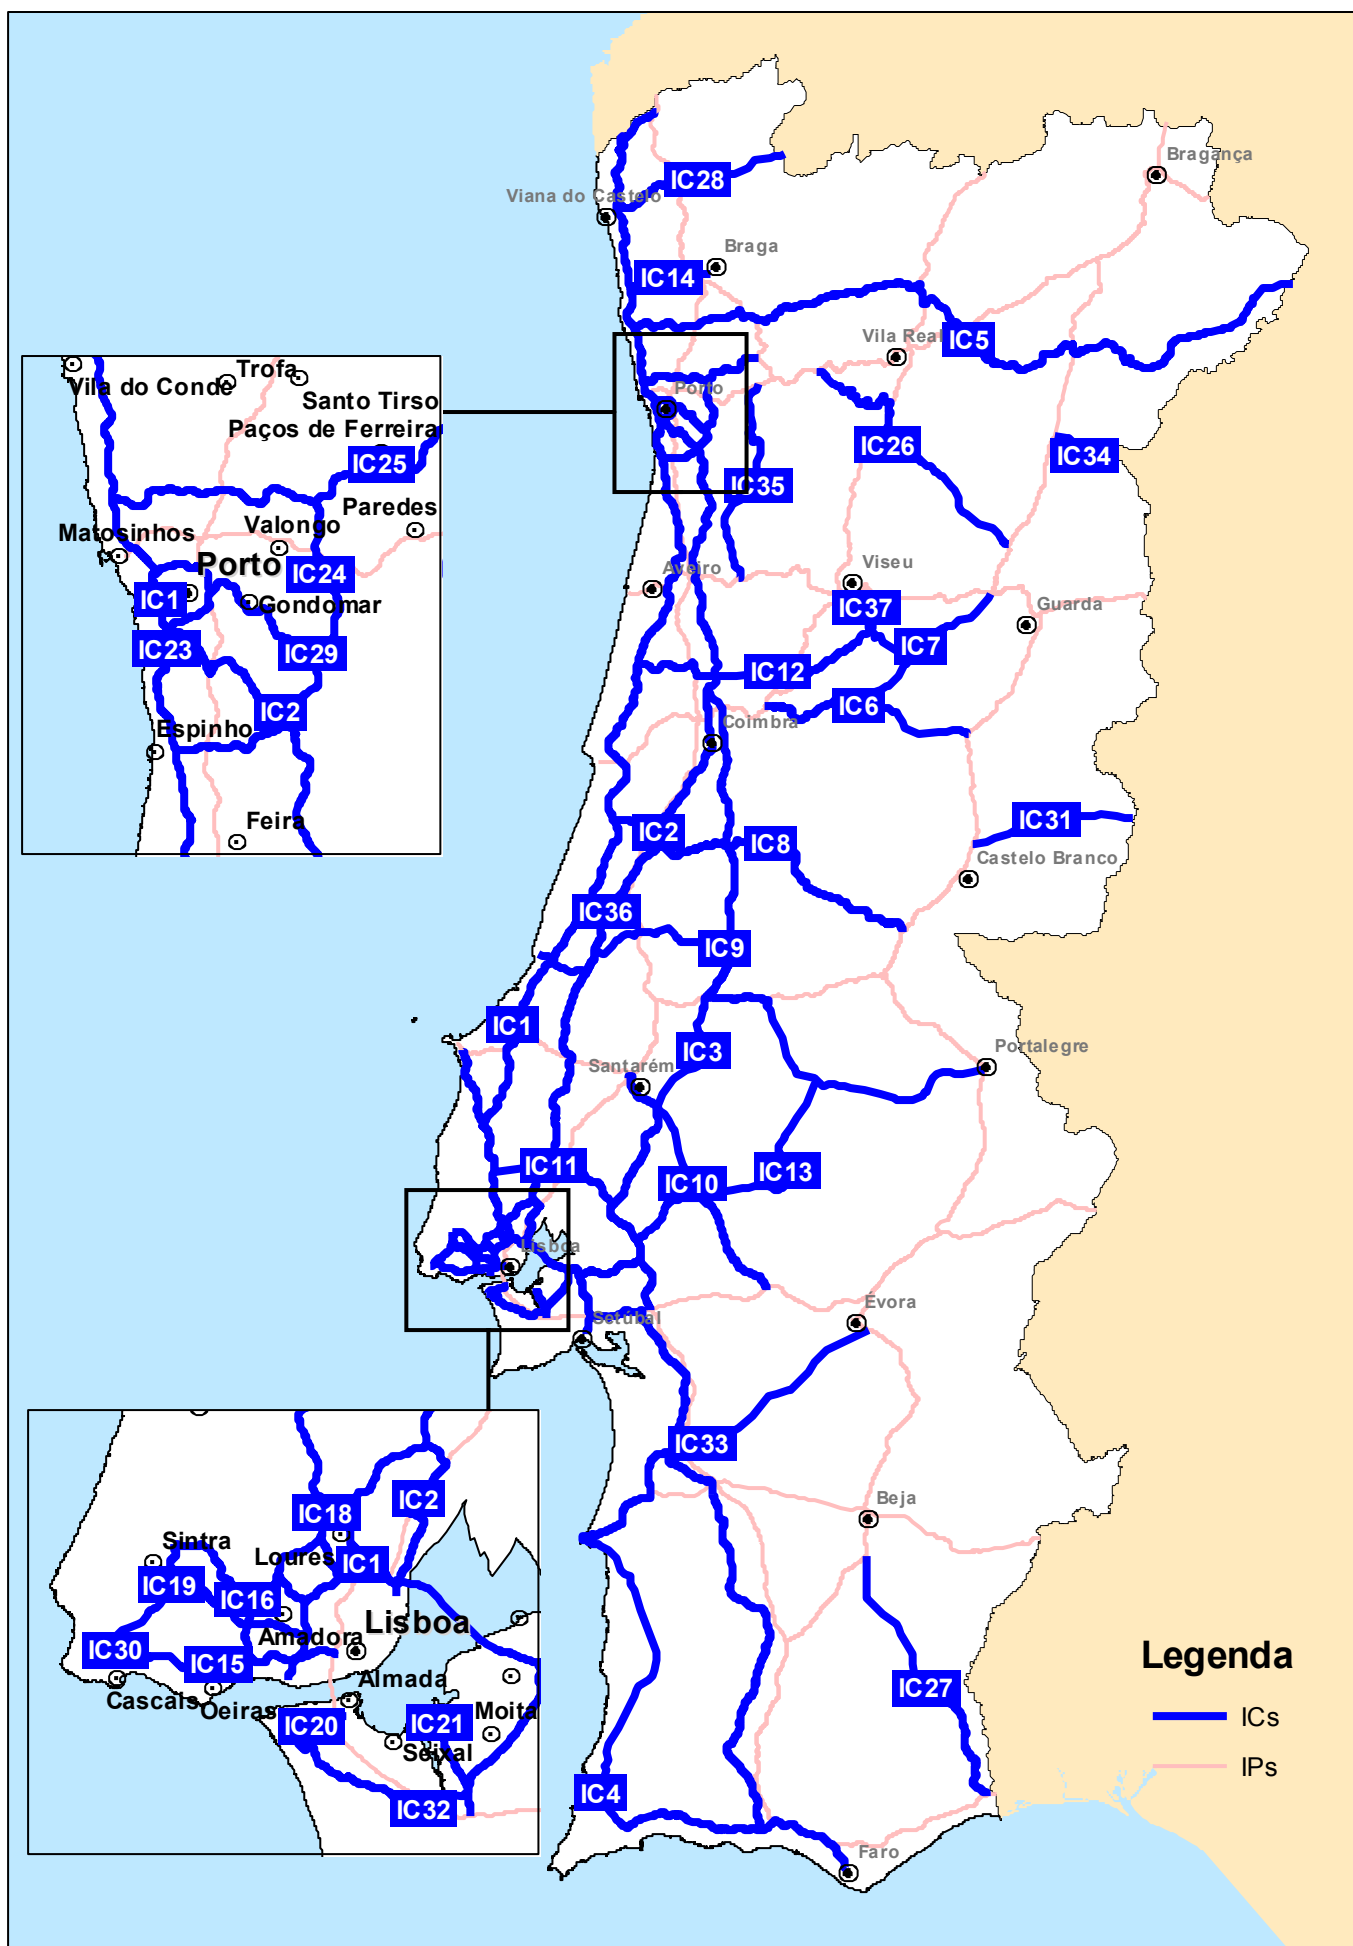 Bragança
IC28
Viana do Castelo
Braga
IC14
Vila Real
IC5
Porto
IC26
IC34
IC35
Viseu
Aveiro
IC37
Guarda
IC7
IC12
IC6
Coimbra
IC31
IC2
IC8
Castelo Branco
IC36
IC9
IC1
IC3
Portalegre
Santarém
IC11
IC13
IC10
Lisboa
Évora
Setúbal
IC33
Beja
IC27
IC4
Faro
Trofa
Vila do Conde
Santo Tirso
Paços de Ferreira
IC25
Paredes
Valongo
Matosinhos
Porto
IC24
IC1
Gondomar
IC23
IC29
IC2
Espinho
Feira
IC2
IC18
Sintra
Loures
IC1
IC19
IC16
Lisboa
Amadora
IC30
IC15
Almada
Cascais
Oeiras
IC20
IC21
Moita
Seixal
IC32
Legenda
ICs
IPs